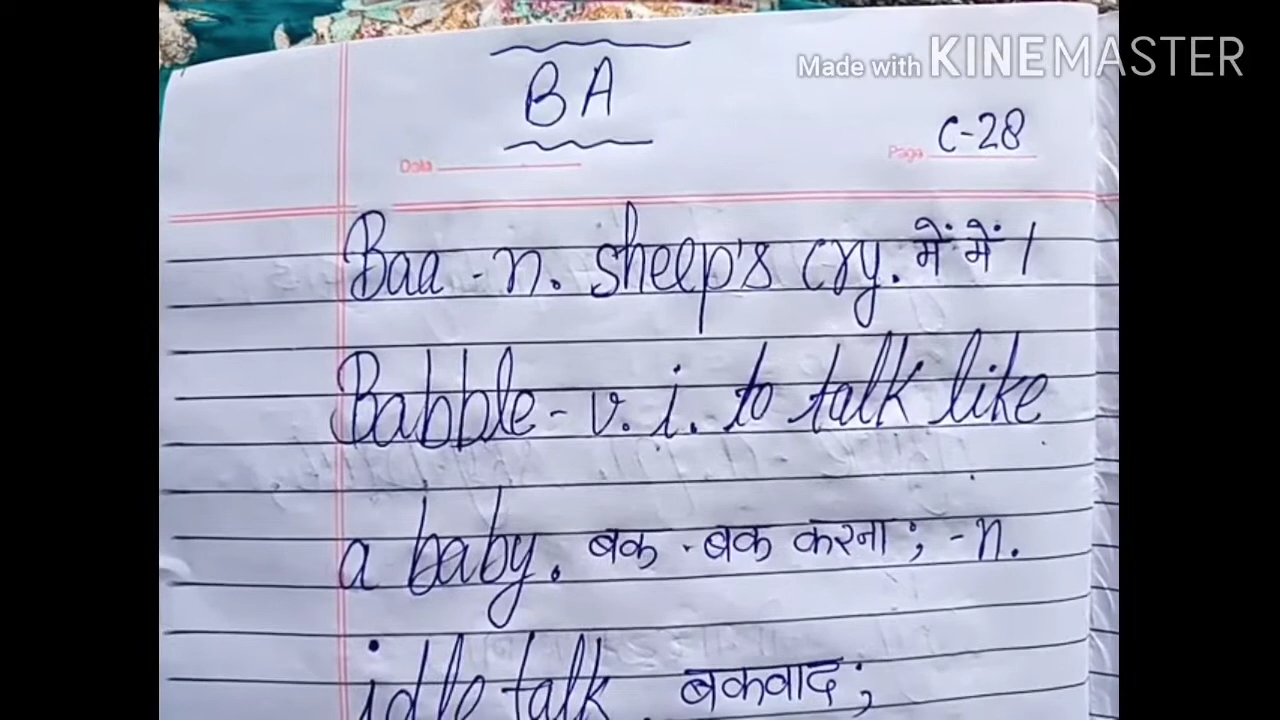 Made with KINEMASTER
BA
C-28
Date
Page
Baa - n. sheep's cry. में में ।
Babble - v. i. to talk like
a baby. बक - बक करना ; - n.
idle talk. बकवाद ;